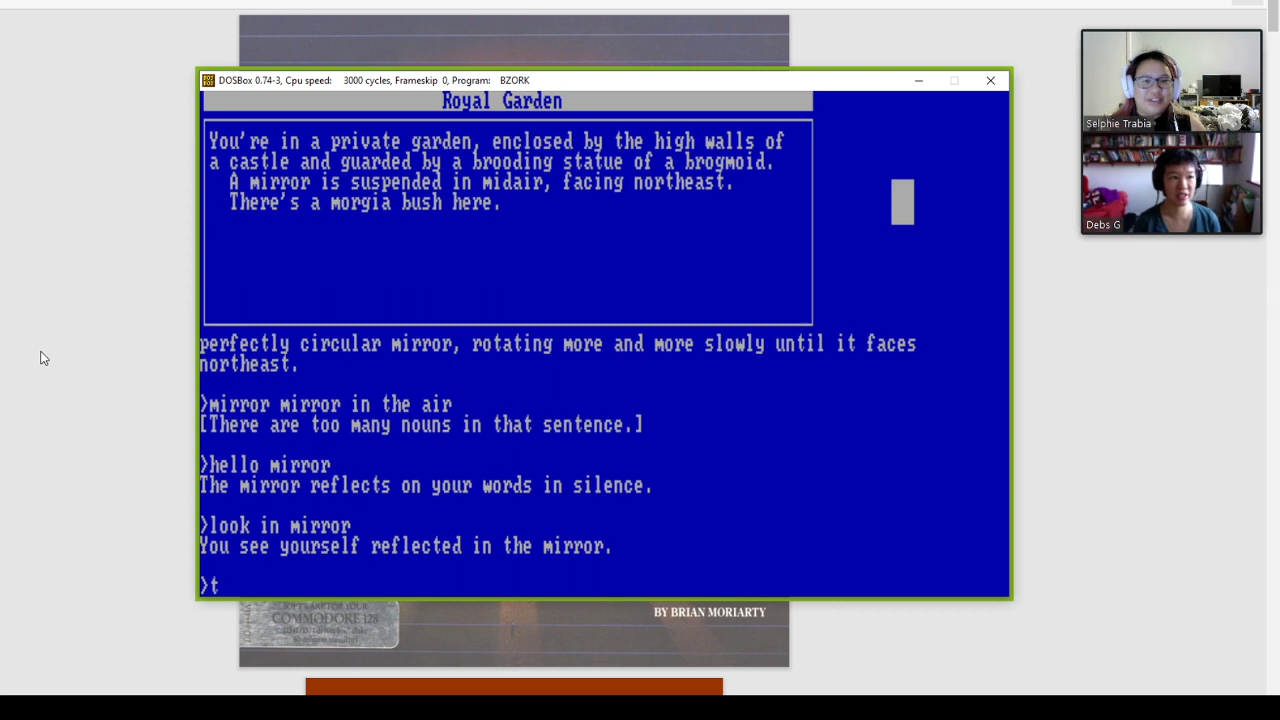 DOSBox 0.74-3, Cpu speed: 3000 cycles, Frameskip 0, Program: BZORK
Royal Garden
You're in a private garden, enclosed by the high walls of
a castle and guarded by a brooding statue of a brogmoid.
A mirror is suspended in midair, facing northeast.
There's a morgia bush here.
perfectly circular mirror, rotating more and more slowly until it faces
northeast.
>mirror mirror in the air
[There are too many nouns in that sentence.]
>hello mirror
The mirror reflects on your words in silence.
>look in mirror
You see yourself reflected in the mirror.
>t
SOFTWARE FOR YOUR
COMMODORE 128
BY BRIAN MORIARTY
Selphie Trabia
Debs G